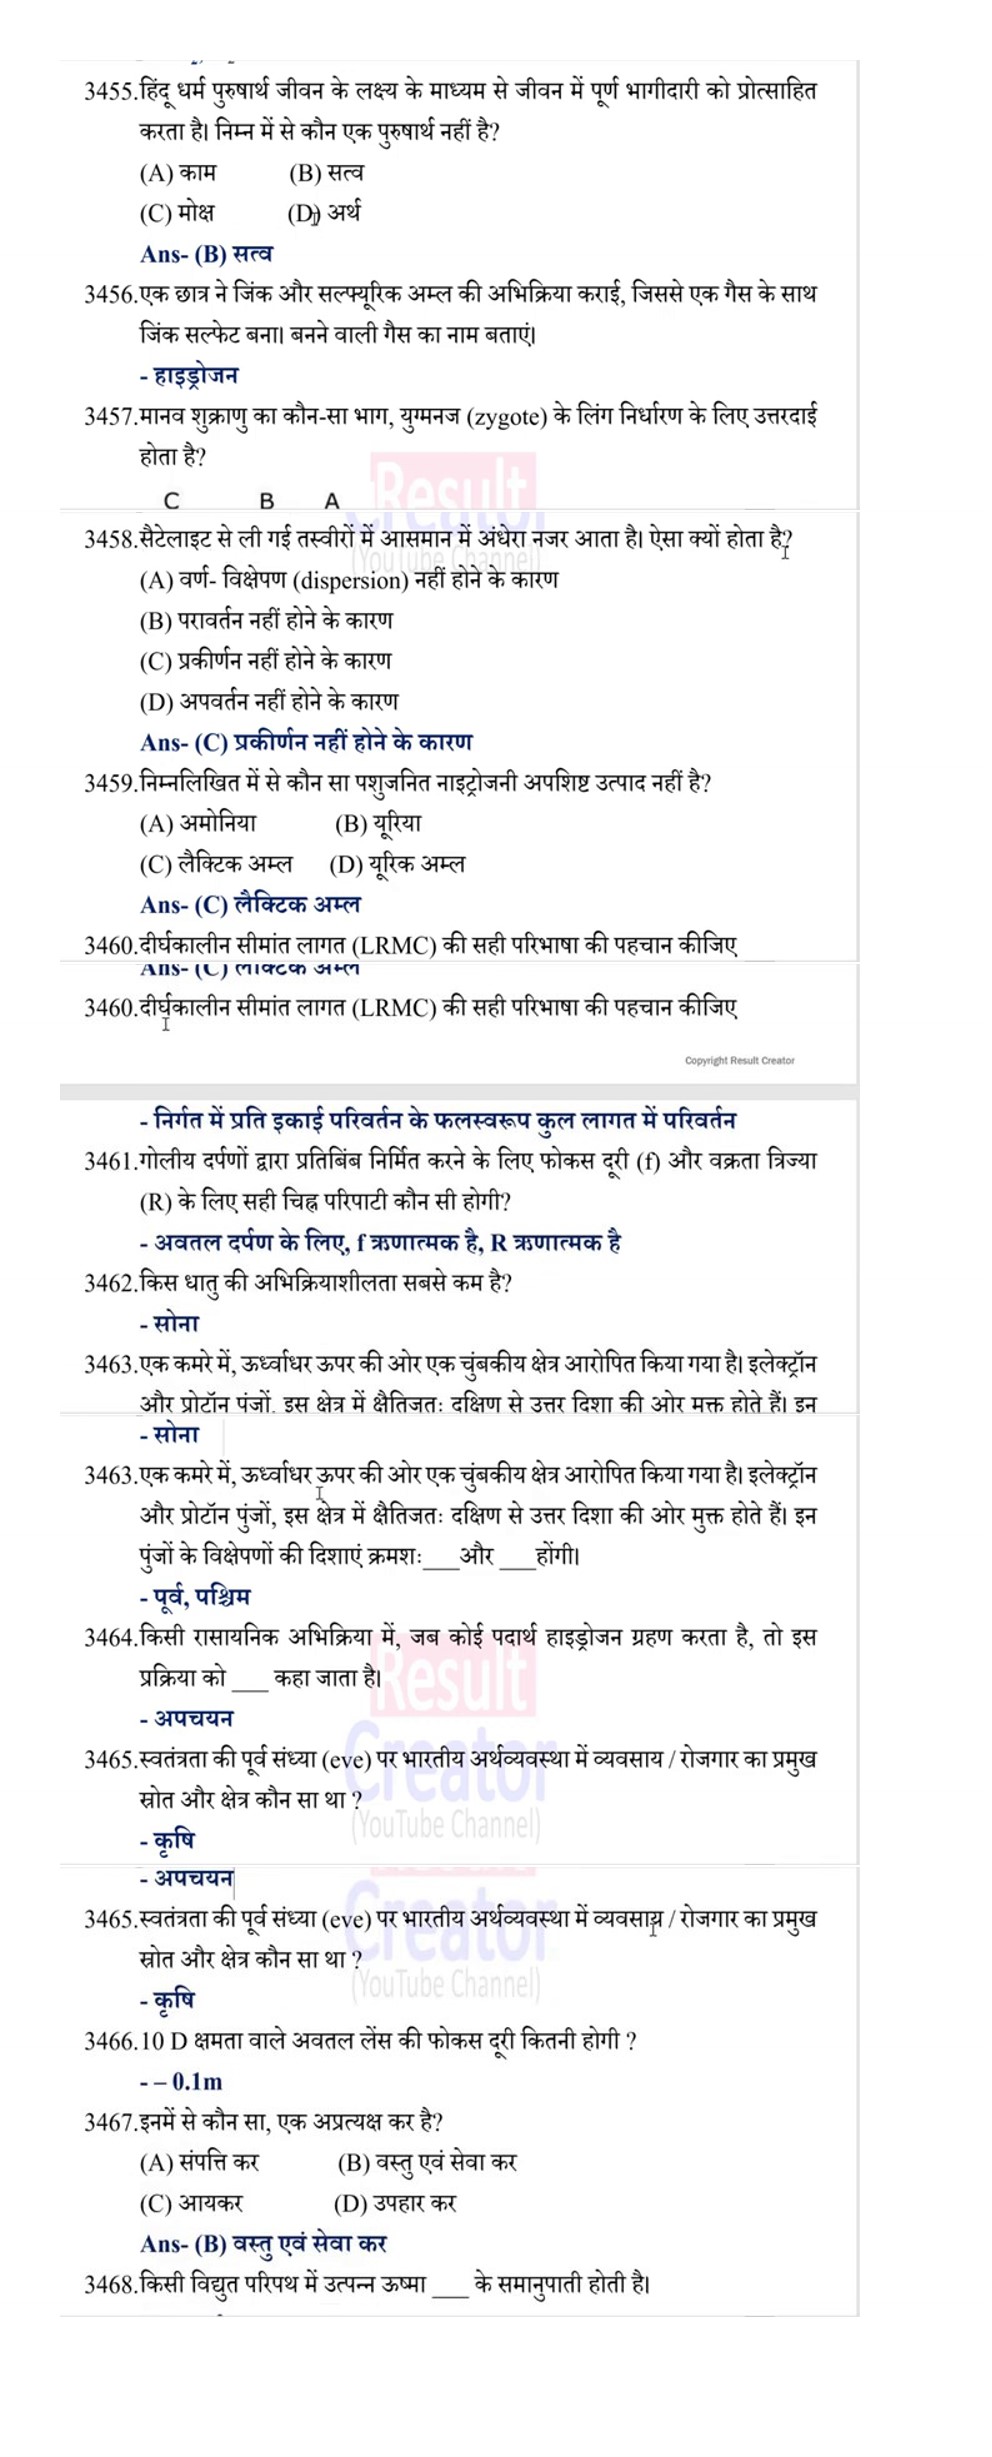 3455.हिंदू धर्म पुरुषार्थ जीवन के लक्ष्य के माध्यम से जीवन में पूर्ण भागीदारी को प्रोत्साहित
करता है। निम्न में से कौन एक पुरुषार्थ नहीं है?
(A) काम (B) सत्व
(C) मोक्ष (D) अर्थ
Ans- (B) सत्व
3456.एक छात्र ने जिंक और सल्फ्यूरिक अम्ल की अभिक्रिया कराई, जिससे एक गैस के साथ
जिंक सल्फेट बना। बनने वाली गैस का नाम बताएं।
- हाइड्रोजन
3457.मानव शुक्राणु का कौन-सा भाग, युग्मनज (zygote) के लिंग निर्धारण के लिए उत्तरदाई
होता है?
Result
C B A
3458.सैटेलाइट से ली गई तस्वीरों में आसमान में अंधेरा नजर आता है। ऐसा क्यों होता है?
(YouTube Channel)
(A) वर्ण- विक्षेपण (dispersion) नहीं होने के कारण
(B) परावर्तन नहीं होने के कारण
(C) प्रकीर्णन नहीं होने के कारण
(D) अपवर्तन नहीं होने के कारण
Ans- (C) प्रकीर्णन नहीं होने के कारण
3459.निम्नलिखित में से कौन सा पशुजनित नाइट्रोजनी अपशिष्ट उत्पाद नहीं है?
(A) अमोनिया (B) यूरिया
(C) लैक्टिक अम्ल (D) यूरिक अम्ल
Ans- (C) लैक्टिक अम्ल
3460.दीर्घकालीन सीमांत लागत (LRMC) की सही परिभाषा की पहचान कीजिए
Ans- (C) लैक्टिक अम्ल
3460.दीर्घकालीन सीमांत लागत (LRMC) की सही परिभाषा की पहचान कीजिए
Copyright Result Creator
- निर्गत में प्रति इकाई परिवर्तन के फलस्वरूप कुल लागत में परिवर्तन
3461.गोलीय दर्पणों द्वारा प्रतिबिंब निर्मित करने के लिए फोकस दूरी (f) और वक्रता त्रिज्या
(R) के लिए सही चिह्न परिपाटी कौन सी होगी?
- अवतल दर्पण के लिए, f ऋणात्मक है, R ऋणात्मक है
3462.किस धातु की अभिक्रियाशीलता सबसे कम है?
- सोना
3463.एक कमरे में, ऊर्ध्वाधर ऊपर की ओर एक चुंबकीय क्षेत्र आरोपित किया गया है। इलेक्ट्रॉन
और प्रोटॉन पुंजों, इस क्षेत्र में क्षैतिजतः दक्षिण से उत्तर दिशा की ओर मुक्त होते हैं। इन
- सोना
3463.एक कमरे में, ऊर्ध्वाधर ऊपर की ओर एक चुंबकीय क्षेत्र आरोपित किया गया है। इलेक्ट्रॉन
और प्रोटॉन पुंजों, इस क्षेत्र में क्षैतिजतः दक्षिण से उत्तर दिशा की ओर मुक्त होते हैं। इन
पुंजों के विक्षेपणों की दिशाएं क्रमशः___और ___होंगी।
- पूर्व, पश्चिम
3464.किसी रासायनिक अभिक्रिया में, जब कोई पदार्थ हाइड्रोजन ग्रहण करता है, तो इस
प्रक्रिया को ___ कहा जाता है।
Result
- अपचयन
Creator
3465.स्वतंत्रता की पूर्व संध्या (eve) पर भारतीय अर्थव्यवस्था में व्यवसाय / रोजगार का प्रमुख
स्रोत और क्षेत्र कौन सा था ?
(YouTube Channel)
- कृषि
- अपचयन
Creator
3465.स्वतंत्रता की पूर्व संध्या (eve) पर भारतीय अर्थव्यवस्था में व्यवसाय / रोजगार का प्रमुख
स्रोत और क्षेत्र कौन सा था ?
(YouTube Channel)
- कृषि
3466.10 D क्षमता वाले अवतल लेंस की फोकस दूरी कितनी होगी ?
- – 0.1m
3467.इनमें से कौन सा, एक अप्रत्यक्ष कर है?
(A) संपत्ति कर (B) वस्तु एवं सेवा कर
(C) आयकर (D) उपहार कर
Ans- (B) वस्तु एवं सेवा कर
3468.किसी विद्युत परिपथ में उत्पन्न ऊष्मा ___ के समानुपाती होती है।